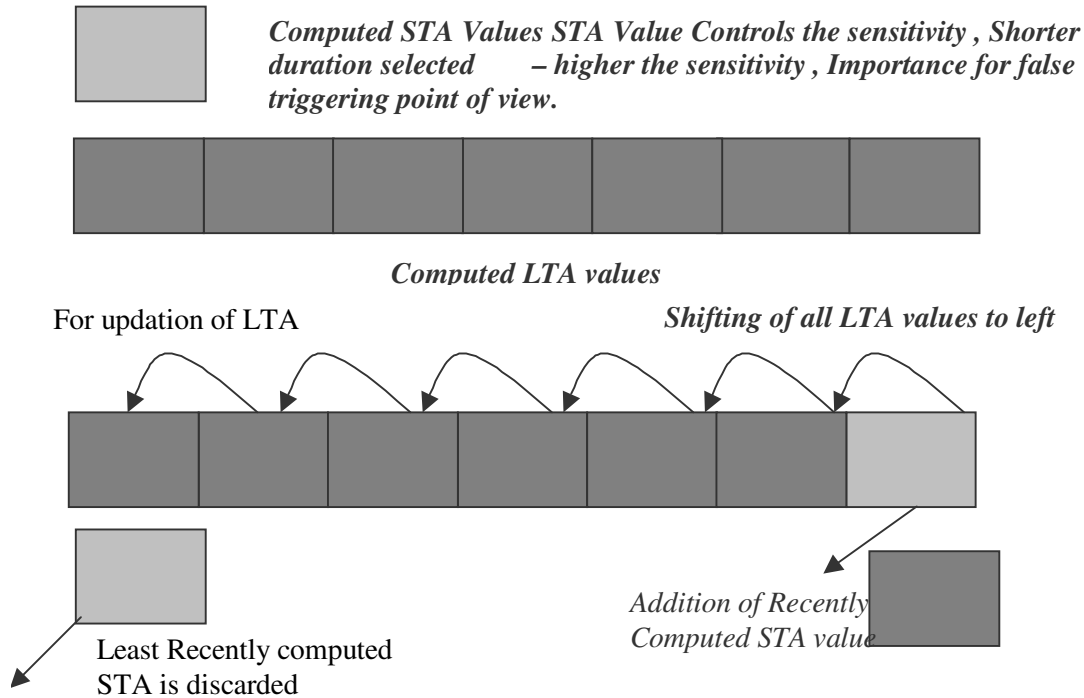 Computed STA Values STA Value Controls the sensitivity , Shorter
duration selected – higher the sensitivity , Importance for false
triggering point of view.
Computed LTA values
For updation of LTA
Shifting of all LTA values to left
Addition of Recently
Computed STA value
Least Recently computed
STA is discarded